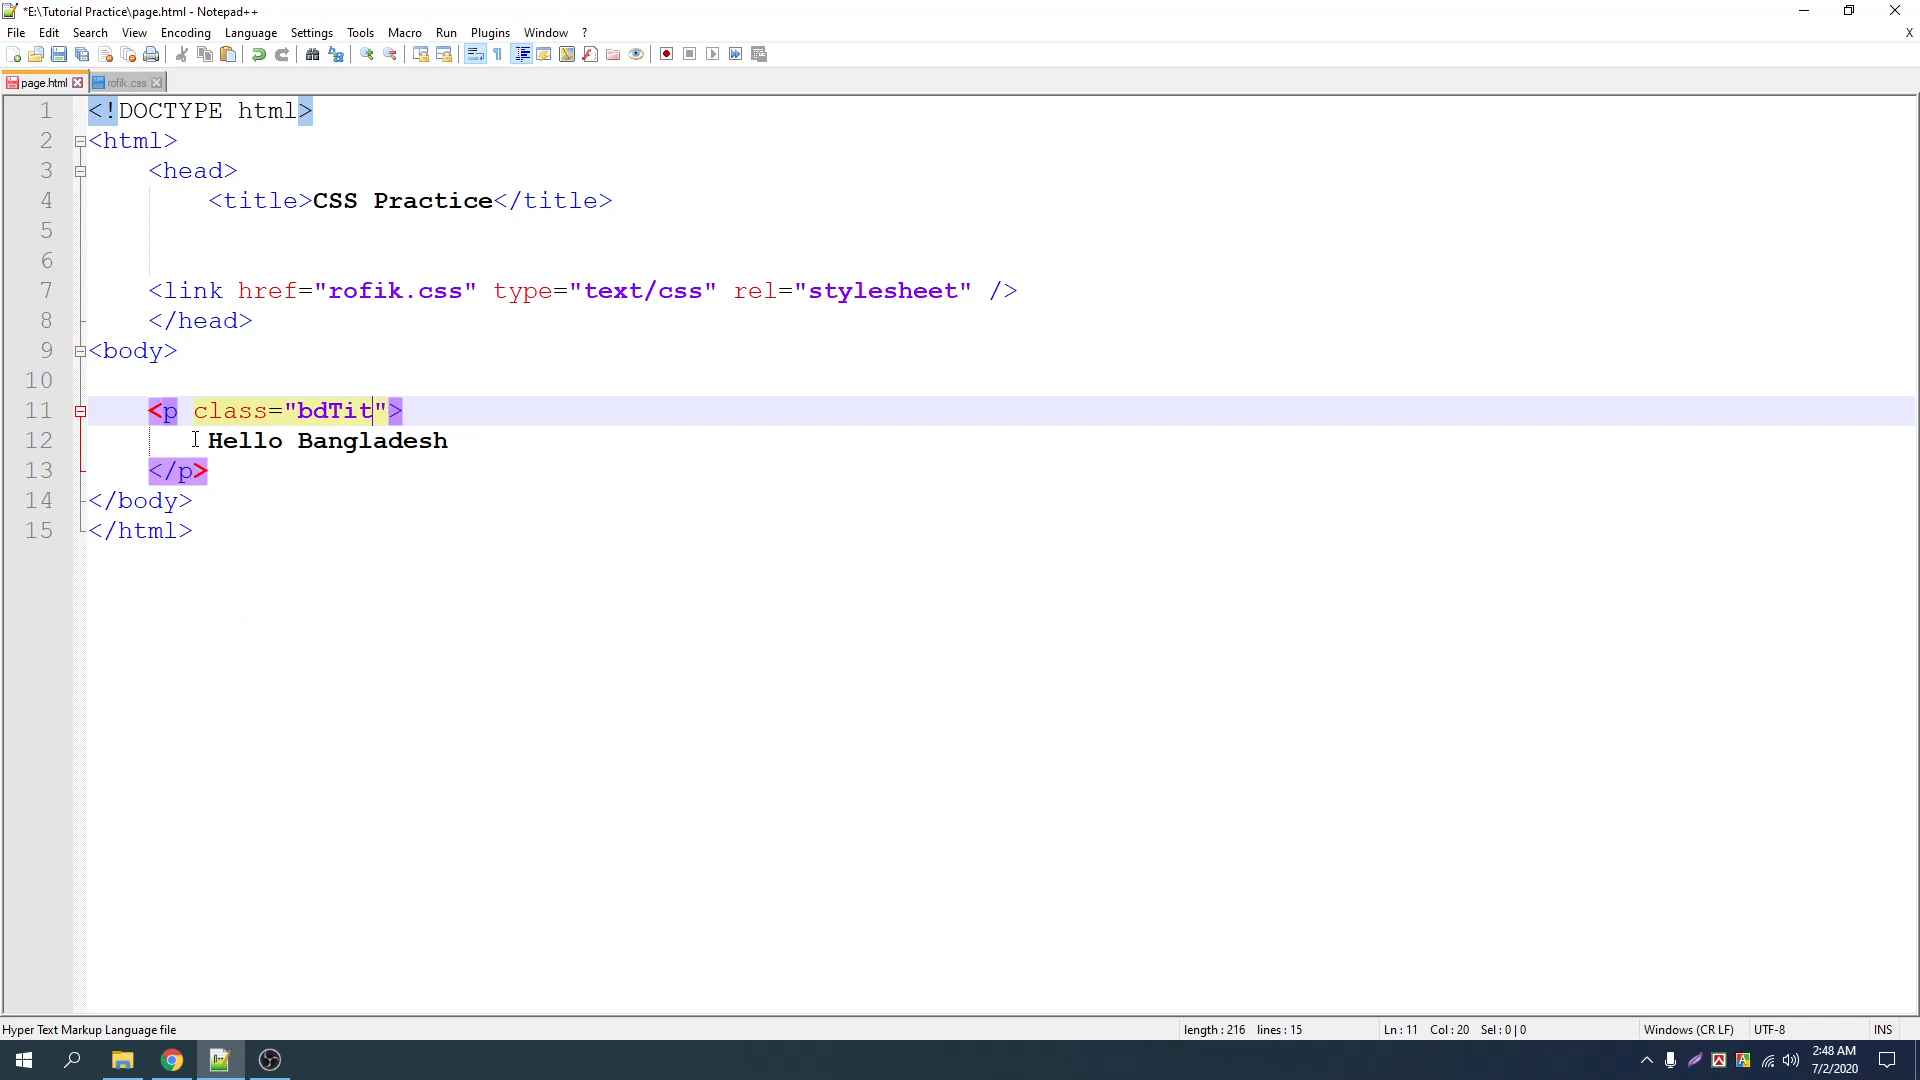 *E:\Tutorial Practice\page.html - Notepad++
File Edit Search View Encoding Language Settings Tools Macro Run Plugins Window ? X
page.html rofik.css
1 <!DOCTYPE html>
2 <html>
3 <head>
4 <title>CSS Practice</title>
5
6
7 <link href="rofik.css" type="text/css" rel="stylesheet" />
8 </head>
9 <body>
10
11 <p class="bdTit">
12 Hello Bangladesh
13 </p>
14 </body>
15 </html>
Hyper Text Markup Language file length : 216 lines : 15 Ln : 11 Col : 20 Sel : 0 | 0 Windows (CR LF) UTF-8 INS
2:48 AM
7/2/2020